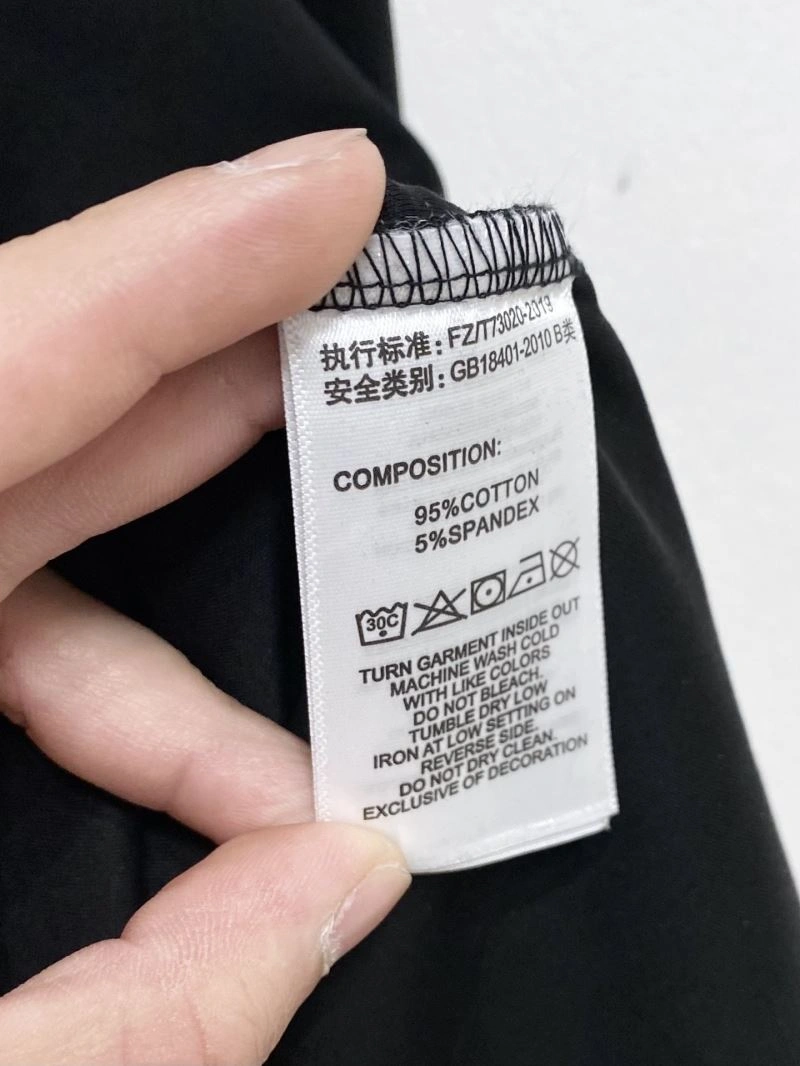 执行标准: FZ/T73020-2019
安全类别: GB18401-2010 B类
COMPOSITION:
95%COTTON
5%SPANDEX
30C
TURN GARMENT INSIDE OUT
MACHINE WASH COLD
WITH LIKE COLORS
DO NOT BLEACH.
TUMBLE DRY LOW
IRON AT LOW SETTING ON
REVERSE SIDE.
DO NOT DRY CLEAN.
EXCLUSIVE OF DECORATION